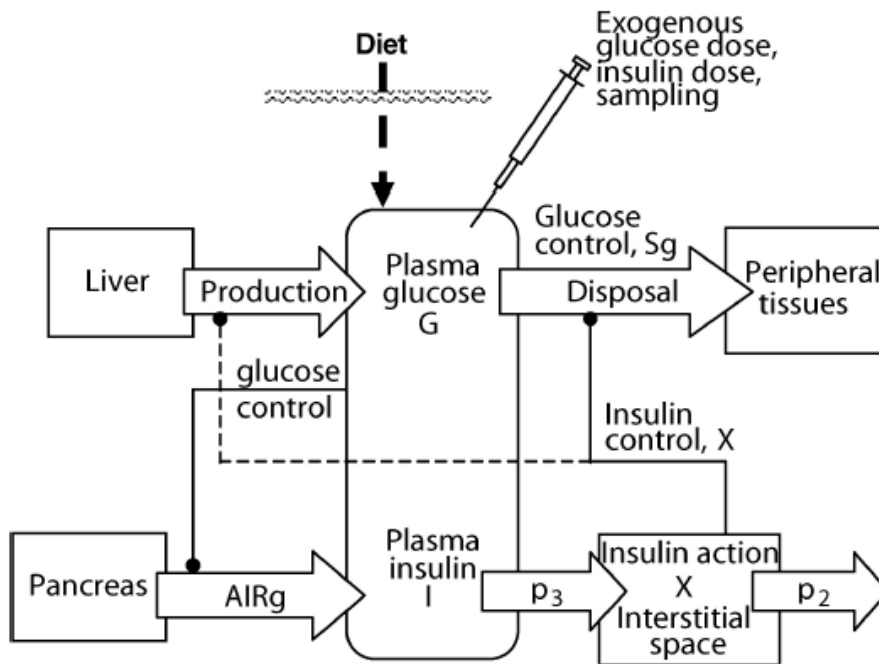 Diet
Exogenous
glucose dose,
insulin dose,
sampling
Liver
Production
Plasma
glucose
G
Glucose
control, Sg
Disposal
Peripheral
tissues
glucose
control
Insulin
control, X
Pancreas
AIRg
Plasma
insulin
I
p3
Insulin action
X
Interstitial
space
p2